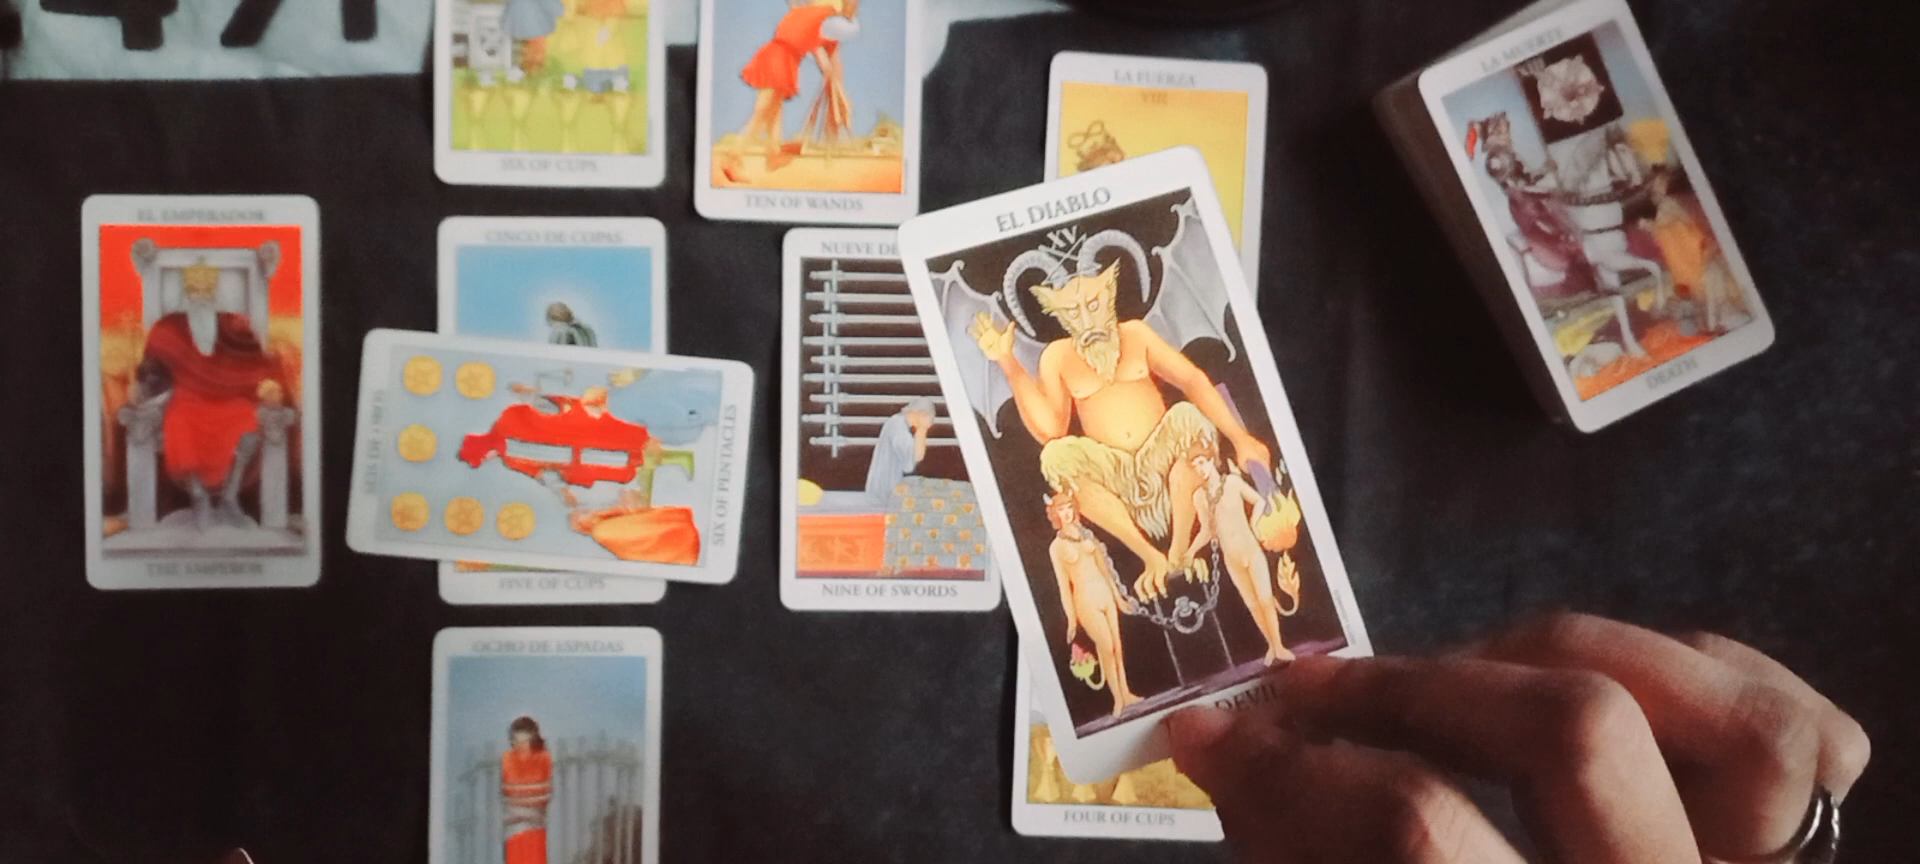 SIX OF CUPS
TEN OF WANDS
LA FUERZA
VIII
LA MUERTE
XIII
DEATH
EL EMPERADOR
THE EMPEROR
CINCO DE COPAS
FIVE OF CUPS
SEIS DE OROS
SIX OF PENTACLES
NUEVE DE
NINE OF SWORDS
EL DIABLO
XV
DEVIL
FOUR OF CUPS
OCHO DE ESPADAS